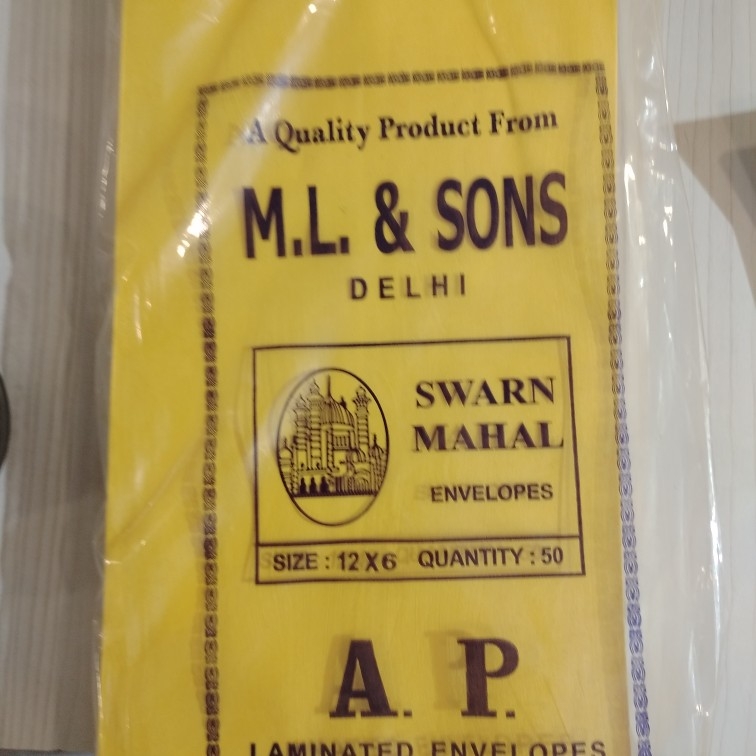 A Quality Product From
M.L. & SONS
DELHI
SWARN
MAHAL
ENVELOPES
SIZE : 12 X 6 QUANTITY : 50
A. P.
LAMINATED ENVELOPES